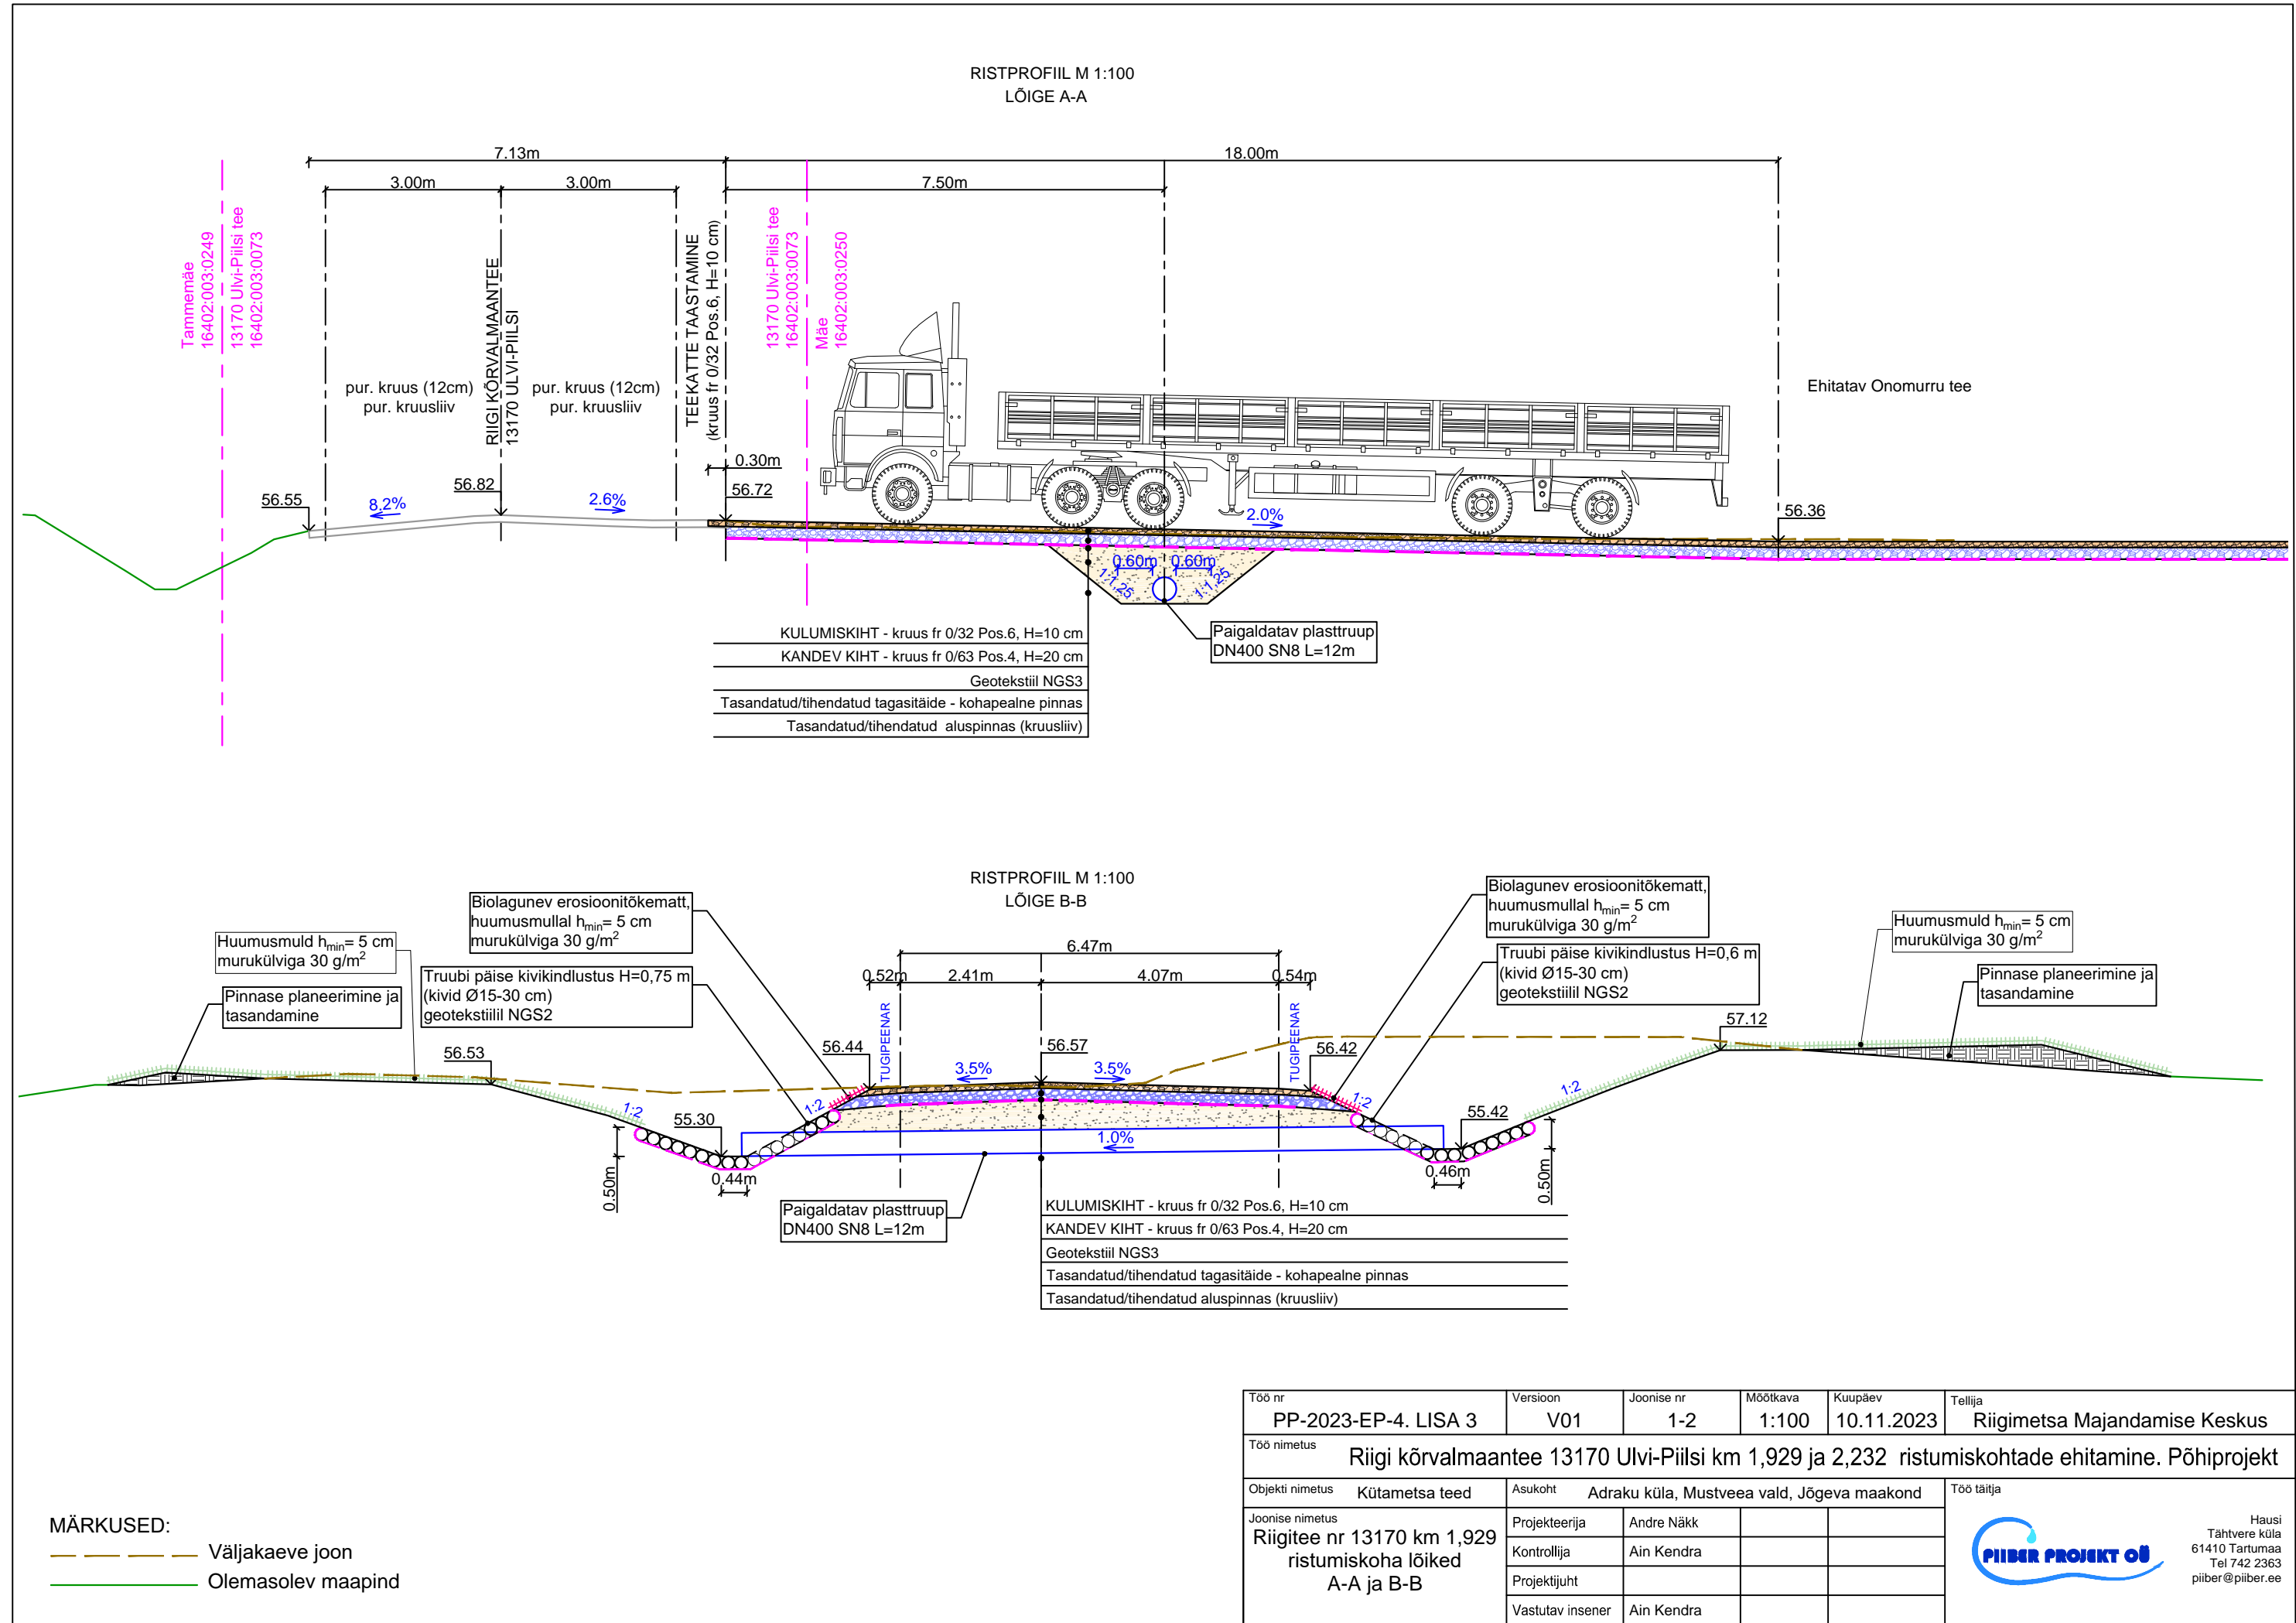 RISTPROFIIL M 1:100
LÕIGE A-A
7.13m
18.00m
3.00m
3.00m
7.50m
Tammemäe
16402:003:0249
13170 Ulvi-Piilsi tee
16402:003:0073
RIIGI KÕRVALMAANTEE
13170 ULVI-PIILSI
TEEKATTE TAASTAMINE
(kruus fr 0/32 Pos.6, H=10 cm)
13170 Ulvi-Piilsi tee
16402:003:0073
Mäe
16402:003:0250
pur. kruus (12cm)
pur. kruusliiv
pur. kruus (12cm)
pur. kruusliiv
Ehitatav Onomurru tee
0.30m
56.55
8.2%
56.82
2.6%
56.72
2.0%
56.36
0.60m
0.60m
1:1,25
1:1,25
KULUMISKIHT - kruus fr 0/32 Pos.6, H=10 cm
KANDEV KIHT - kruus fr 0/63 Pos.4, H=20 cm
Geotekstiil NGS3
Tasandatud/tihendatud tagasitäide - kohapealne pinnas
Tasandatud/tihendatud aluspinnas (kruusliiv)
Paigaldatav plasttruup
DN400 SN8 L=12m
RISTPROFIIL M 1:100
LÕIGE B-B
Biolagunev erosioonitõkematt,
huumusmullal hmin= 5 cm
murukülviga 30 g/m²
Biolagunev erosioonitõkematt,
huumusmullal hmin= 5 cm
murukülviga 30 g/m²
Huumusmuld hmin= 5 cm
murukülviga 30 g/m²
Huumusmuld hmin= 5 cm
murukülviga 30 g/m²
Truubi päise kivikindlustus H=0,75 m
(kivid Ø15-30 cm)
geotekstiilil NGS2
Truubi päise kivikindlustus H=0,6 m
(kivid Ø15-30 cm)
geotekstiilil NGS2
Pinnase planeerimine ja
tasandamine
Pinnase planeerimine ja
tasandamine
6.47m
0.52m
2.41m
4.07m
0.54m
TUGIPEENAR
TUGIPEENAR
56.53
56.44
56.57
56.42
57.12
3.5%
3.5%
1:2
1:2
1:2
1:2
55.30
55.42
1.0%
0.50m
0.44m
0.46m
0.50m
Paigaldatav plasttruup
DN400 SN8 L=12m
KULUMISKIHT - kruus fr 0/32 Pos.6, H=10 cm
KANDEV KIHT - kruus fr 0/63 Pos.4, H=20 cm
Geotekstiil NGS3
Tasandatud/tihendatud tagasitäide - kohapealne pinnas
Tasandatud/tihendatud aluspinnas (kruusliiv)
MÄRKUSED:
Väljakaeve joon
Olemasolev maapind
Töö nr
PP-2023-EP-4. LISA 3
Versioon
V01
Joonise nr
1-2
Mõõtkava
1:100
Kuupäev
10.11.2023
Tellija
Riigimetsa Majandamise Keskus
Töö nimetus
Riigi kõrvalmaantee 13170 Ulvi-Piilsi km 1,929 ja 2,232 ristumiskohtade ehitamine. Põhiprojekt
Objekti nimetus
Kütametsa teed
Asukoht
Adraku küla, Mustveea vald, Jõgeva maakond
Töö täitja
Joonise nimetus
Riigitee nr 13170 km 1,929
ristumiskoha lõiked
A-A ja B-B
Projekteerija
Andre Näkk
Kontrollija
Ain Kendra
Projektijuht
Vastutav insener
Ain Kendra
PIIBER PROJEKT OÜ
Hausi
Tähtvere küla
61410 Tartumaa
Tel 742 2363
piiber@piiber.ee